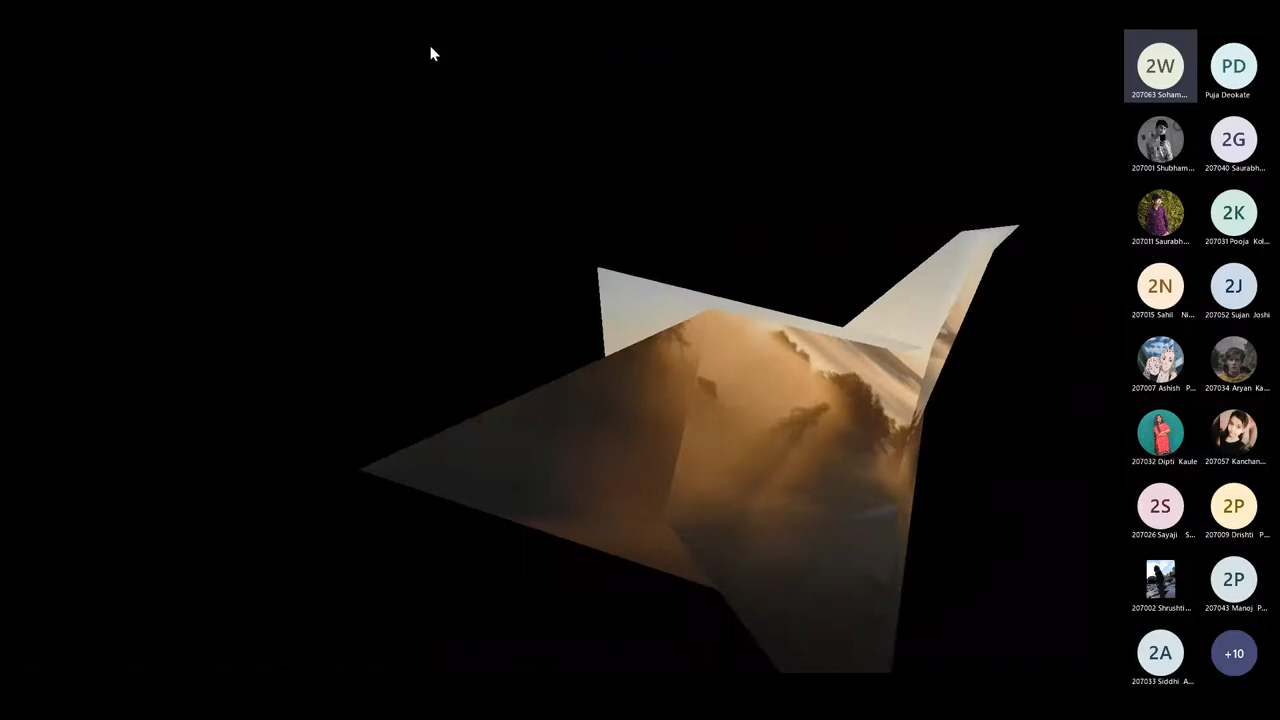 2W PD
207063 Soham... Puja Deokate
2G
207001 Shubham... 207040 Saurabh...
2K
207011 Saurabh... 207031 Pooja Kol...
2N 2J
207015 Sahil Ni... 207052 Sujan Joshi
207007 Ashish P... 207034 Aryan Ka...
207032 Dipti Kaule 207057 Kanchan...
2S 2P
207026 Sayaji S... 207009 Drishti P...
2P
207002 Shrushti... 207043 Manoj P...
2A +10
207033 Siddhi A...